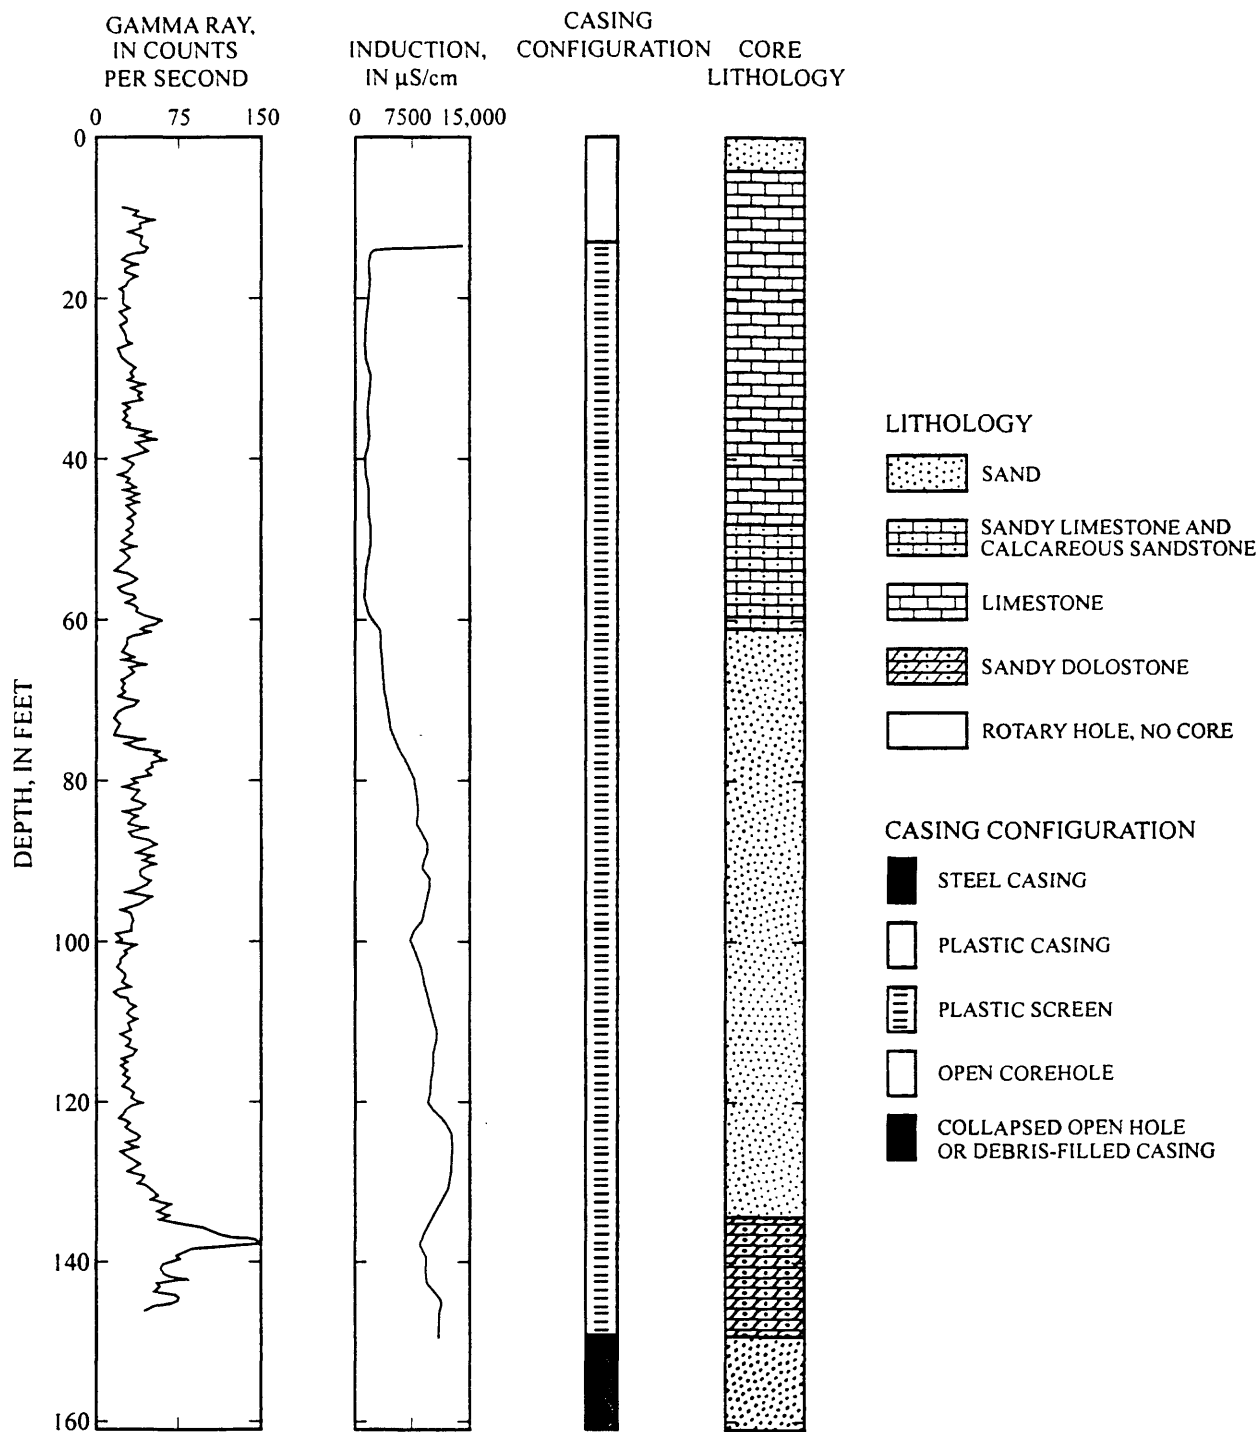 GAMMA RAY,
IN COUNTS
PER SECOND
INDUCTION,
IN μS/cm
CASING
CONFIGURATION
CORE
LITHOLOGY
0 75 150
0 7500 15,000
0
20
40
60
80
100
120
140
160
DEPTH, IN FEET
LITHOLOGY
SAND
SANDY LIMESTONE AND
CALCAREOUS SANDSTONE
LIMESTONE
SANDY DOLOSTONE
ROTARY HOLE, NO CORE
CASING CONFIGURATION
STEEL CASING
PLASTIC CASING
PLASTIC SCREEN
OPEN COREHOLE
COLLAPSED OPEN HOLE
OR DEBRIS-FILLED CASING